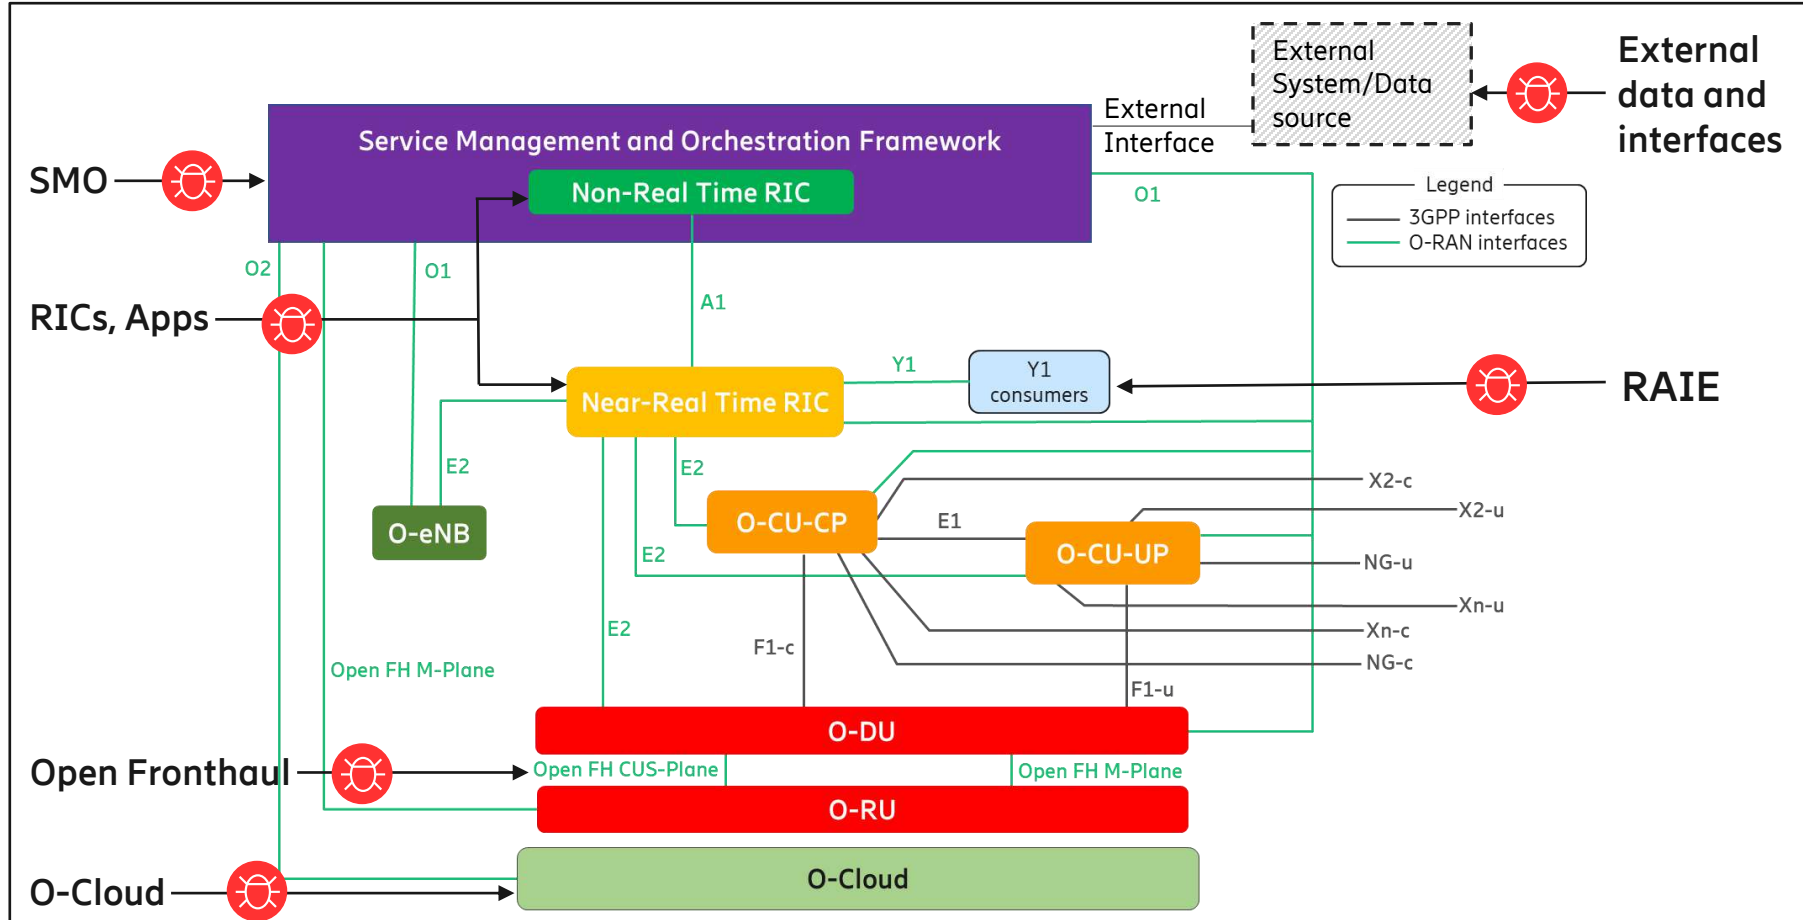 External
System/Data
source
External
data and
interfaces
External
Interface
Service Management and Orchestration Framework
SMO
Non-Real Time RIC
O1
Legend
3GPP interfaces
O-RAN interfaces
O2
O1
RICs, Apps
A1
Y1
Y1
consumers
RAIE
Near-Real Time RIC
E2
E2
X2-c
X2-u
O-eNB
O-CU-CP
E1
O-CU-UP
E2
NG-u
Xn-u
E2
Xn-c
F1-c
NG-c
Open FH M-Plane
F1-u
O-DU
Open Fronthaul
Open FH CUS-Plane
Open FH M-Plane
O-RU
O-Cloud
O-Cloud